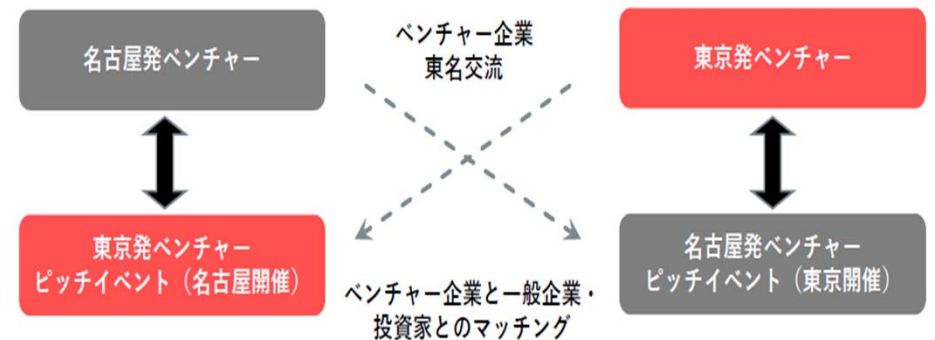 名古屋発ベンチャー
ベンチャー企業
東名交流
東京発ベンチャー
東京発ベンチャー
ピッチイベント（名古屋開催）
名古屋発ベンチャー
ピッチイベント（東京開催）
ベンチャー企業と一般企業・
投資家とのマッチング